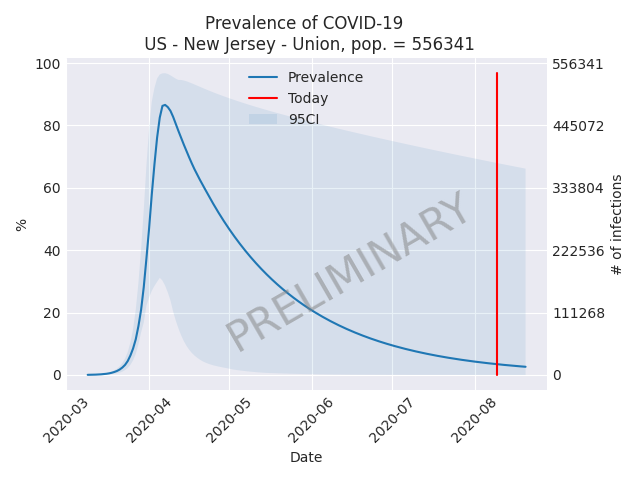 Prevalence of COVID-19
US - New Jersey - Union, pop. = 556341
Prevalence
Today
95CI
100
80
60
40
20
0
%
556341
445072
333804
222536
111268
0
# of infections
PRELIMINARY
2020-03
2020-04
2020-05
2020-06
2020-07
2020-08
Date